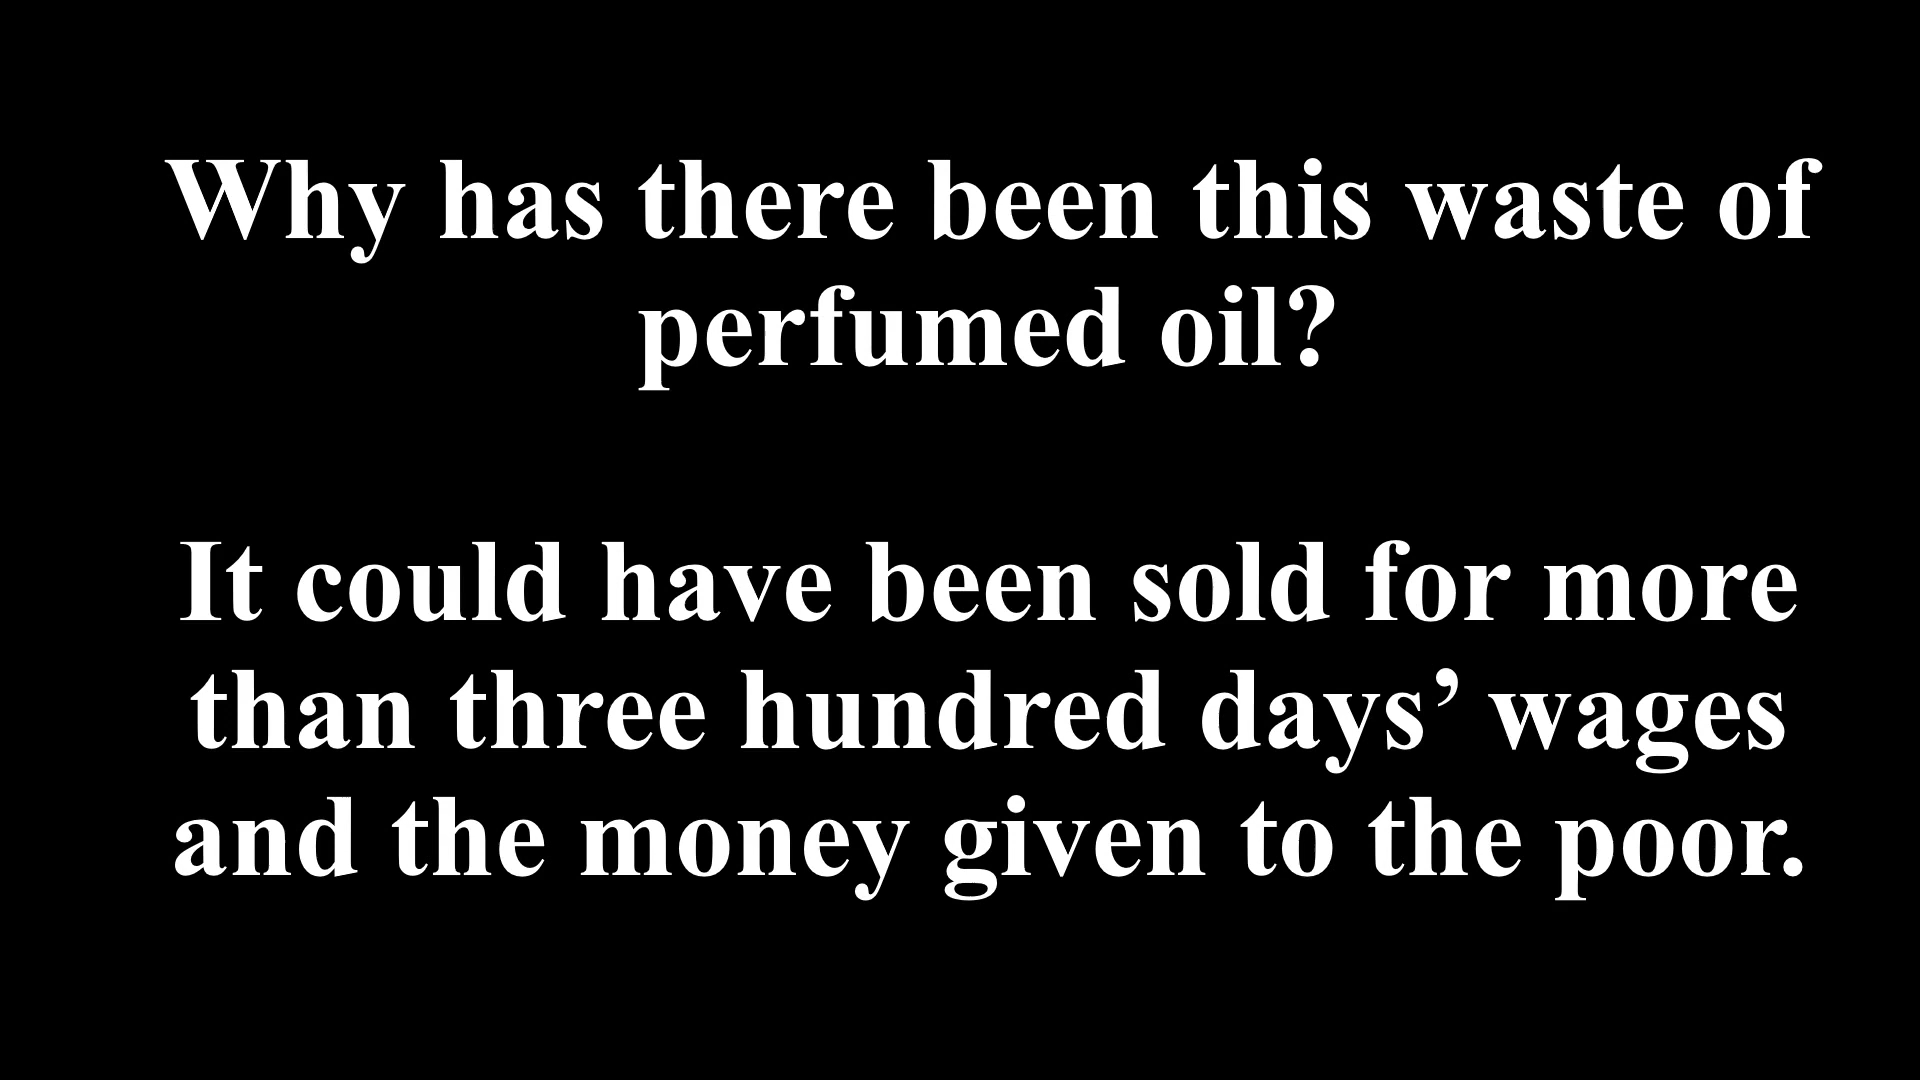 Why has there been this waste of
perfumed oil?
It could have been sold for more
than three hundred days’ wages
and the money given to the poor.